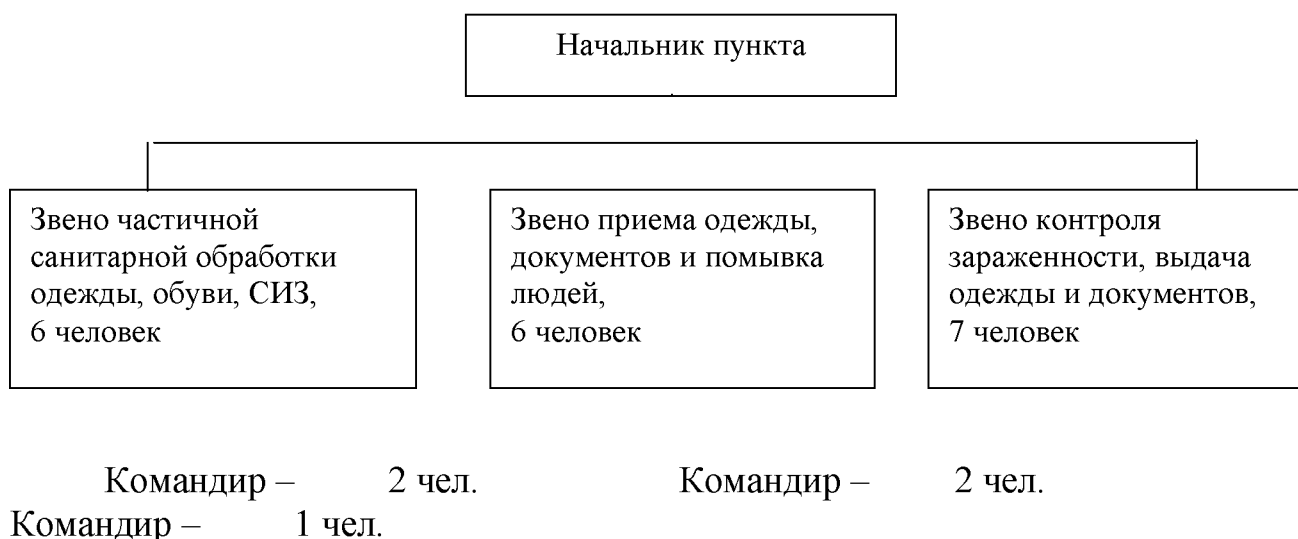 Начальник пункта
Звено частичной
санитарной обработки
одежды, обуви, СИЗ,
6 человек
Звено приема одежды,
документов и помывка
людей,
6 человек
Звено контроля
зараженности, выдача
одежды и документов,
7 человек
Командир – 2 чел. Командир – 2 чел.
Командир – 1 чел.